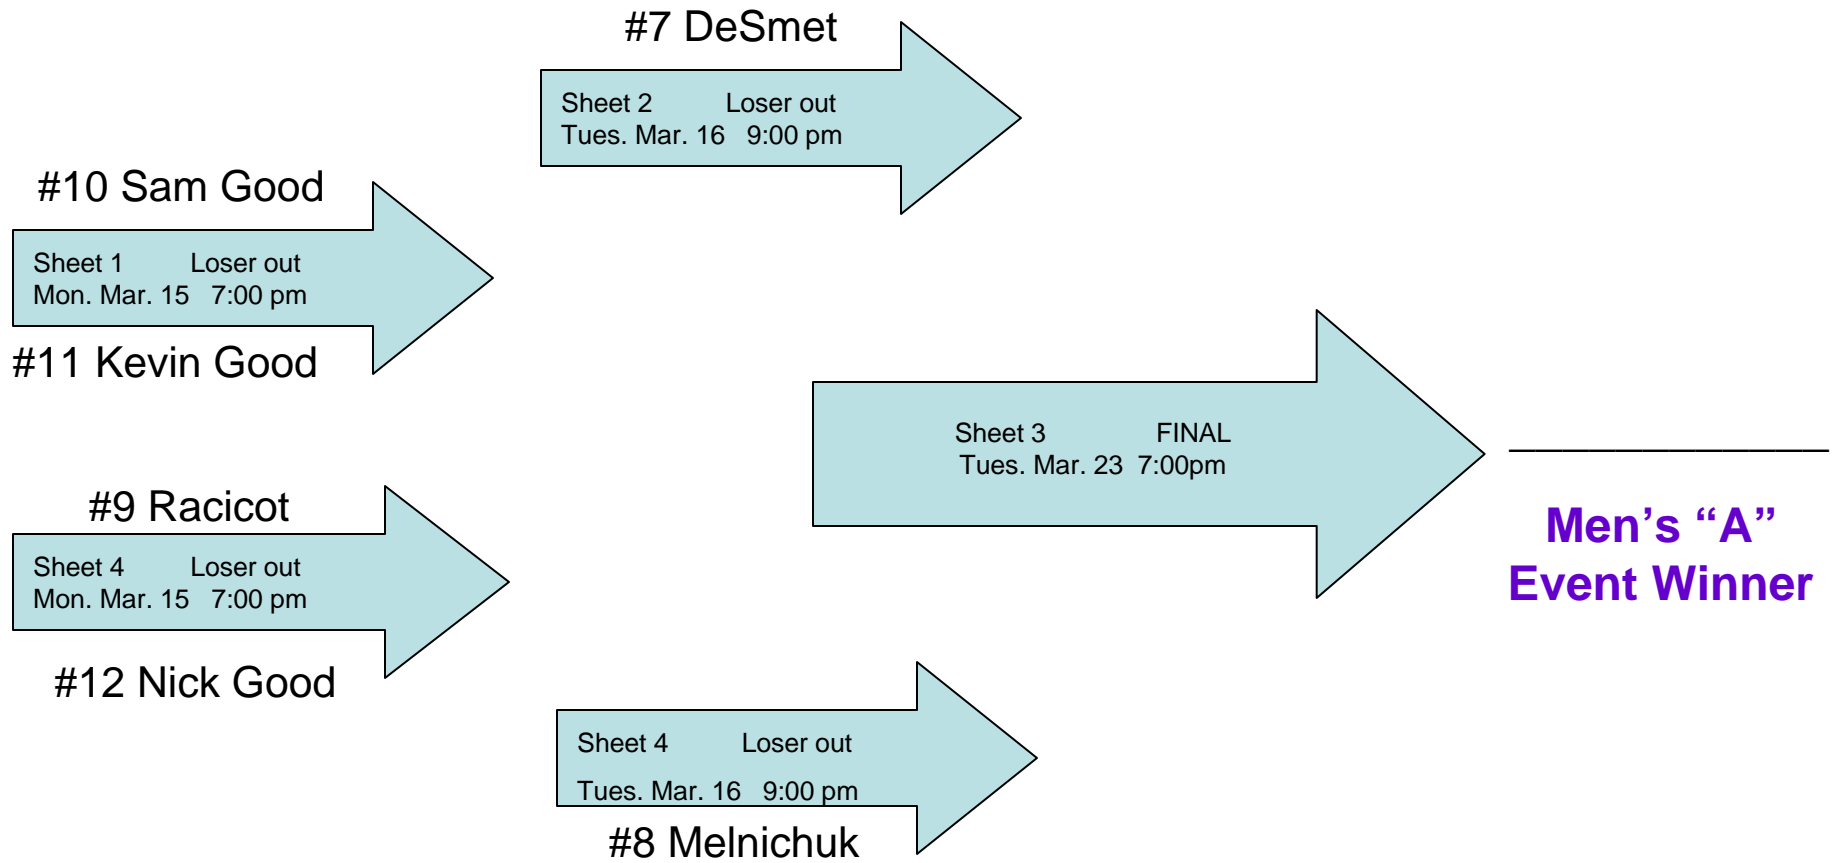 #7 DeSmet
Sheet 2 Loser out
Tues. Mar. 16 9:00 pm
#10 Sam Good
Sheet 1 Loser out
Mon. Mar. 15 7:00 pm
#11 Kevin Good
Sheet 3 FINAL
Tues. Mar. 23 7:00pm
Men’s “A”
Event Winner
#9 Racicot
Sheet 4 Loser out
Mon. Mar. 15 7:00 pm
#12 Nick Good
Sheet 4 Loser out
Tues. Mar. 16 9:00 pm
#8 Melnichuk